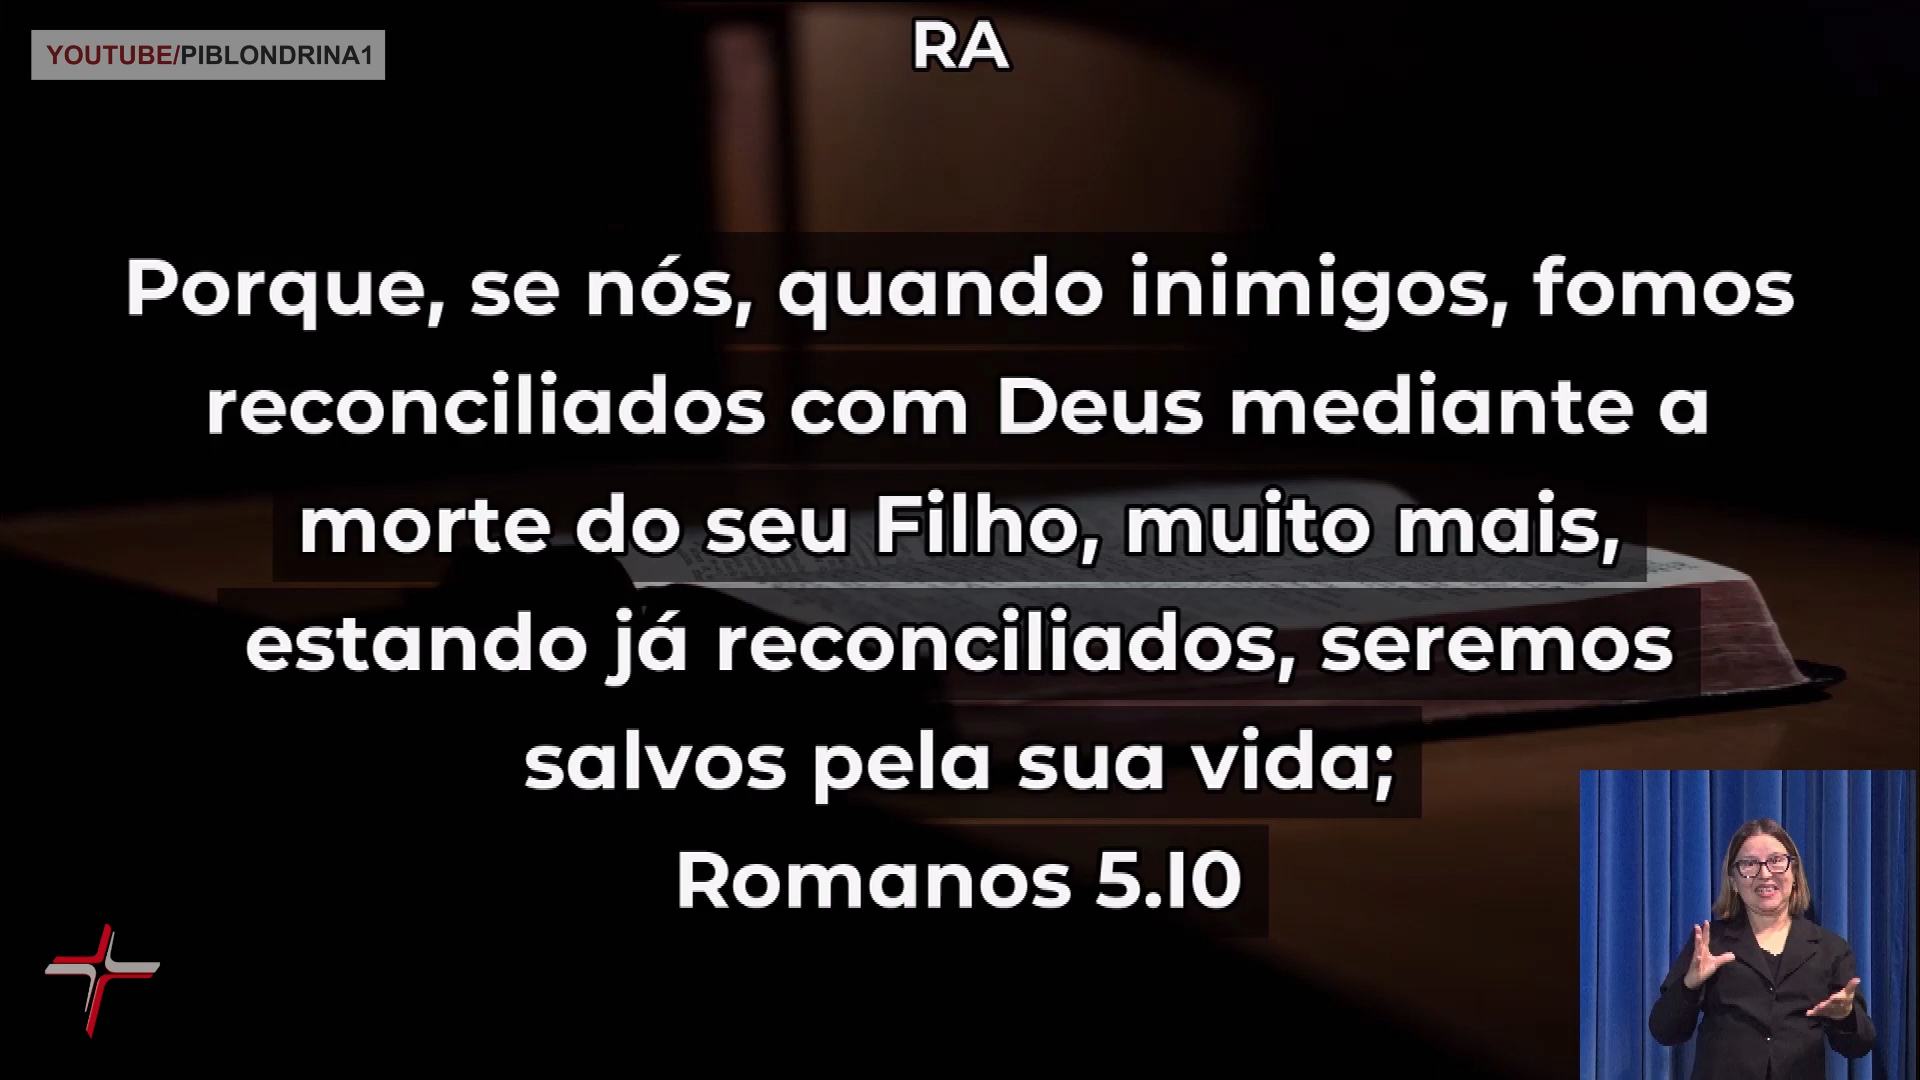 YOUTUBE/PIBLONDRINA1
RA
Porque, se nós, quando inimigos, fomos
reconciliados com Deus mediante a
morte do seu Filho, muito mais,
estando já reconciliados, seremos
salvos pela sua vida;
Romanos 5.10